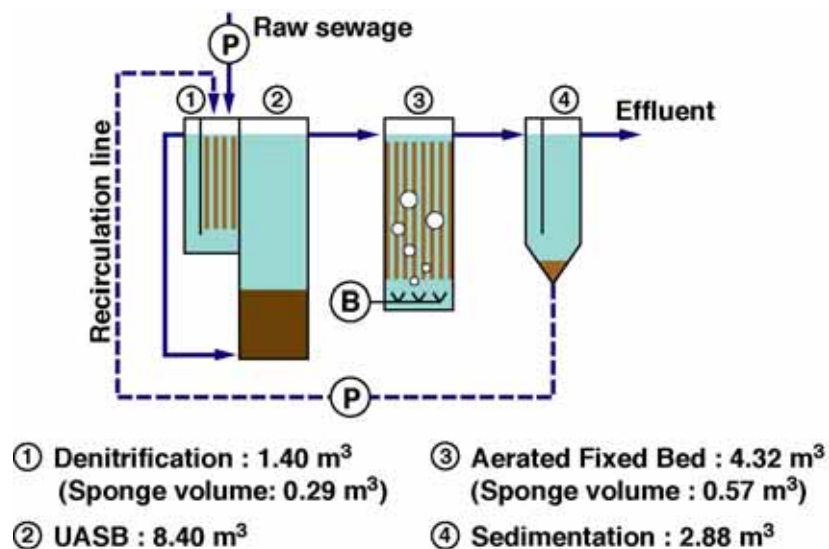 Raw sewage
P
①
②
③
④
Effluent
Recirculation line
B
P
① Denitrification : 1.40 m³
(Sponge volume: 0.29 m³)
② UASB : 8.40 m³
③ Aerated Fixed Bed : 4.32 m³
(Sponge volume : 0.57 m³)
④ Sedimentation : 2.88 m³